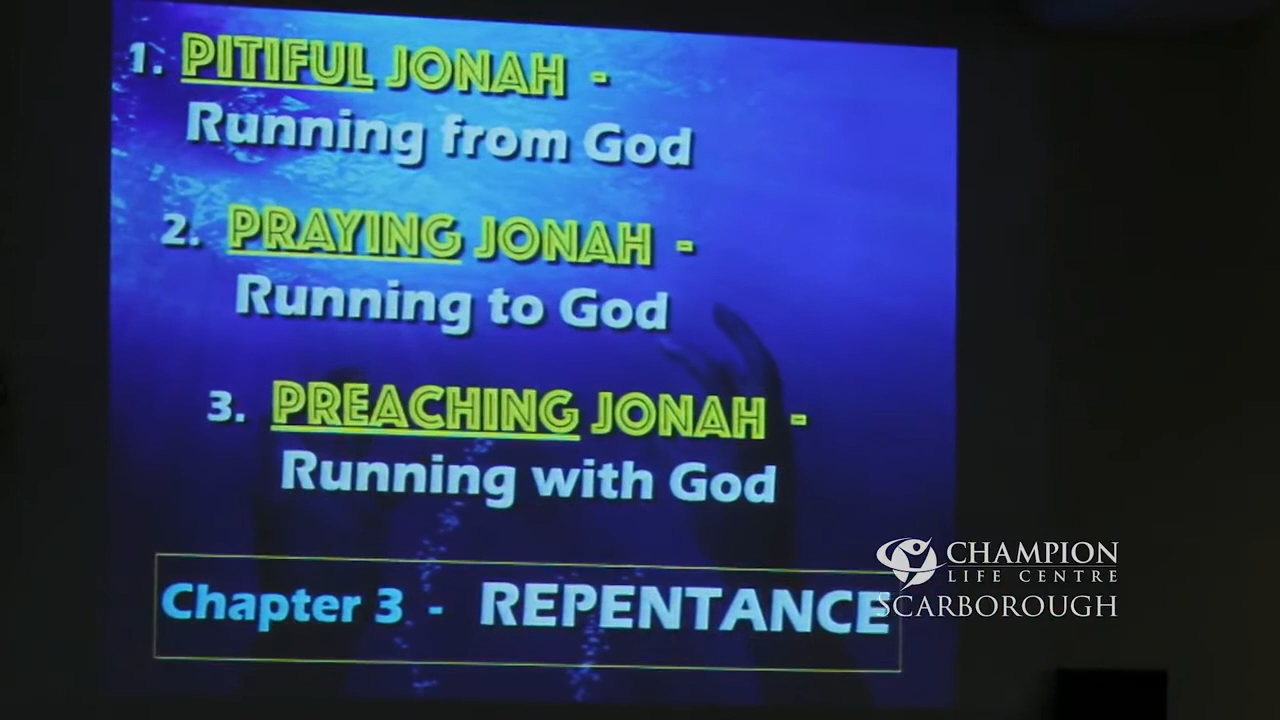 1. PITIFUL JONAH -
Running from God
2. PRAYING JONAH -
Running to God
3. PREACHING JONAH -
Running with God
Chapter 3 - REPENTANCE
CHAMPION
LIFE CENTRE
SCARBOROUGH